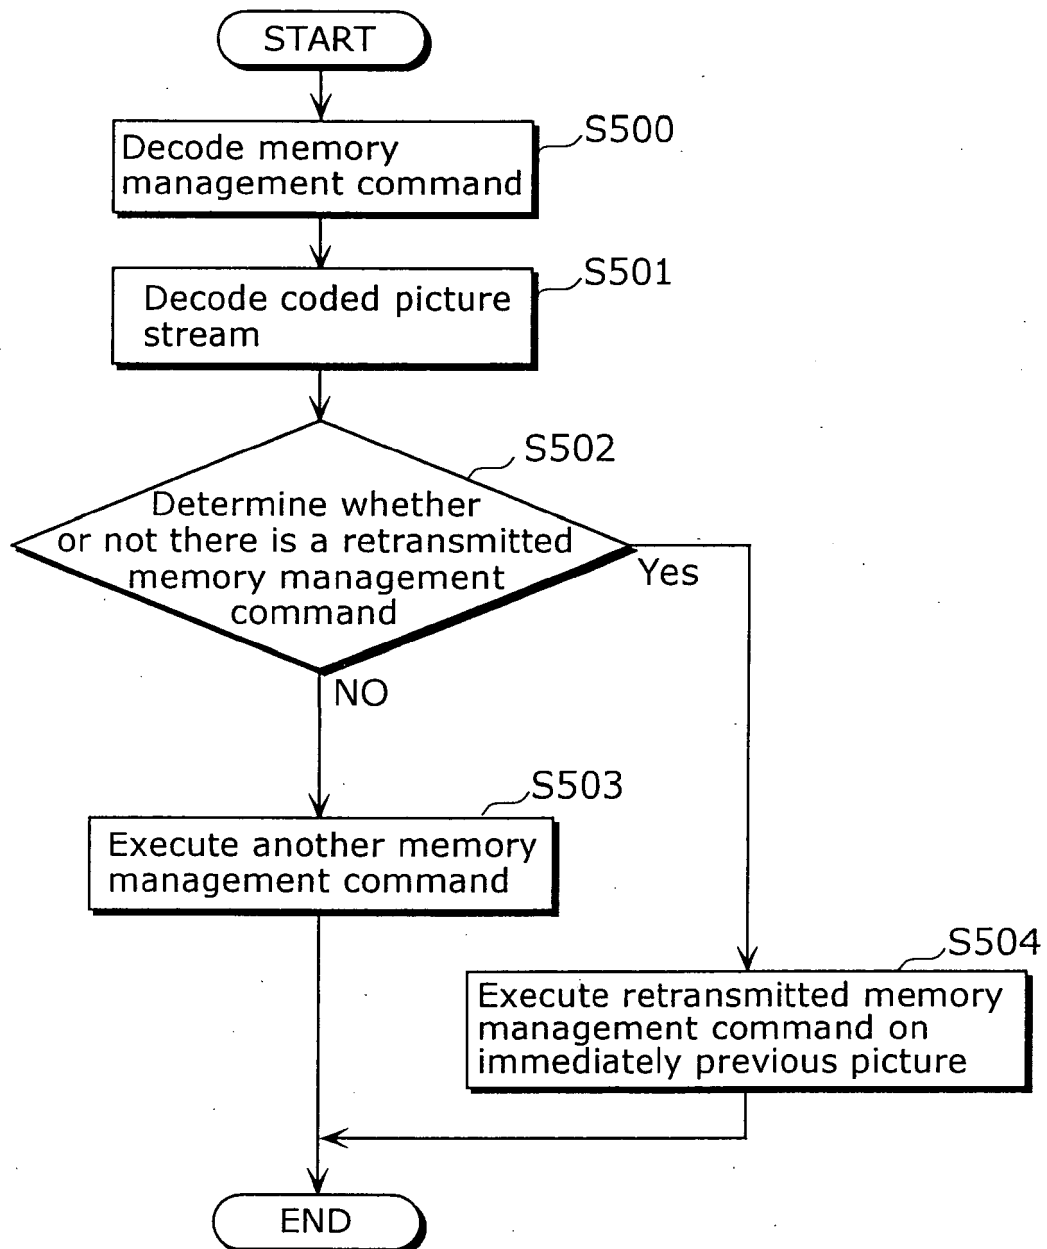 START
S500
Decode memory
management command
S501
Decode coded picture
stream
S502
Determine whether
or not there is a retransmitted
memory management
command
Yes
NO
S503
Execute another memory
management command
S504
Execute retransmitted memory
management command on
immediately previous picture
END